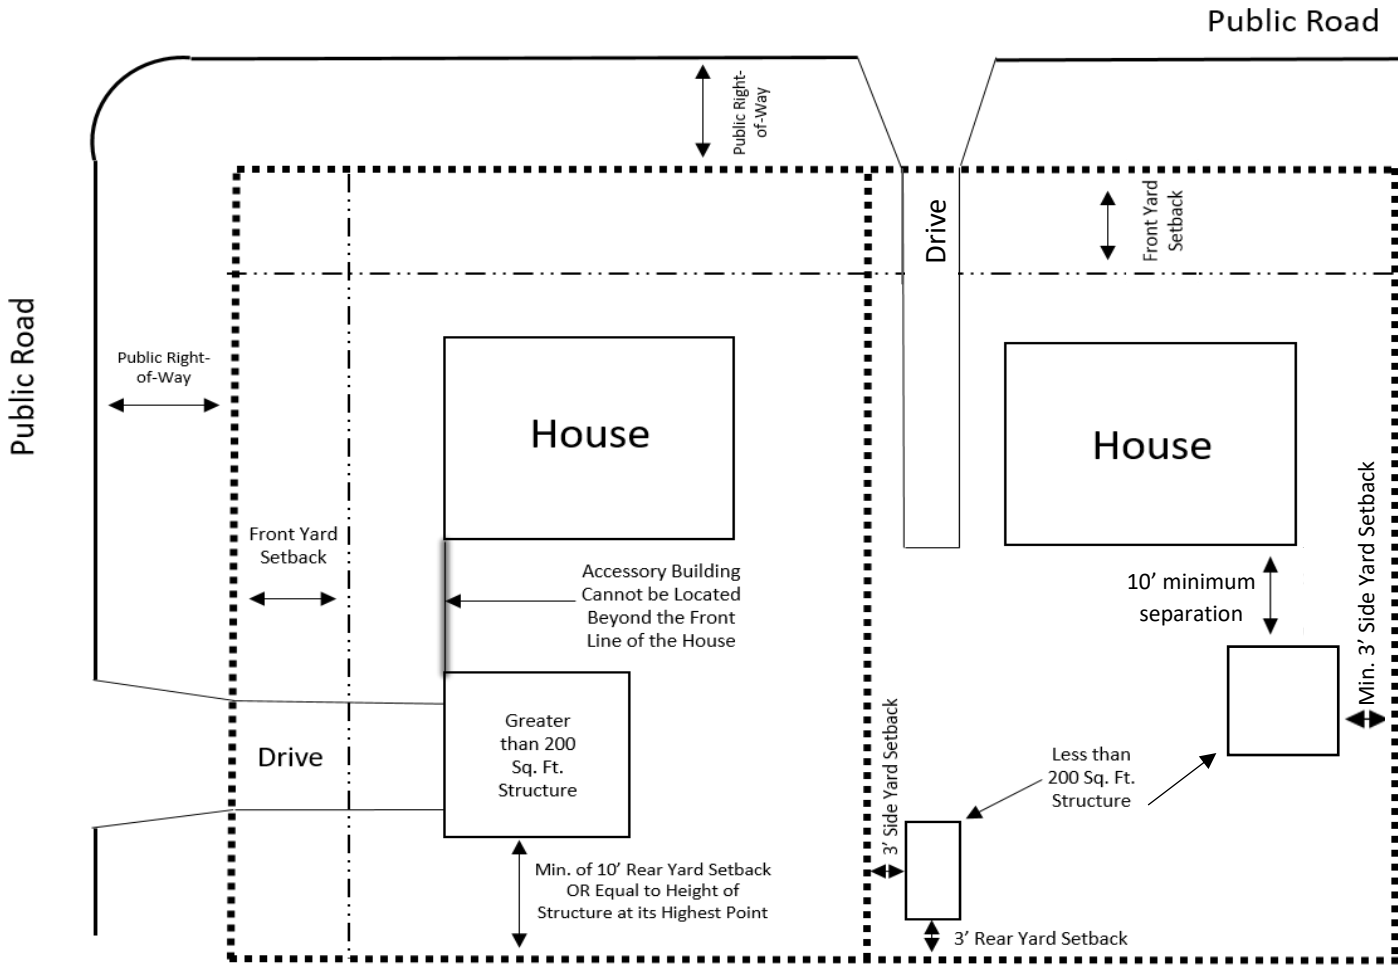 Public Road
Public Right-
of-Way
Drive
Front Yard
Setback
Public Road
Public Right-
of-Way
House
House
Front Yard
Setback
Accessory Building
Cannot be Located
Beyond the Front
Line of the House
10’ minimum
separation
Min. 3’ Side Yard Setback
Greater
than 200
Sq. Ft.
Structure
Drive
3’ Side Yard Setback
Less than
200 Sq. Ft.
Structure
Min. of 10’ Rear Yard Setback
OR Equal to Height of
Structure at its Highest Point
3’ Rear Yard Setback